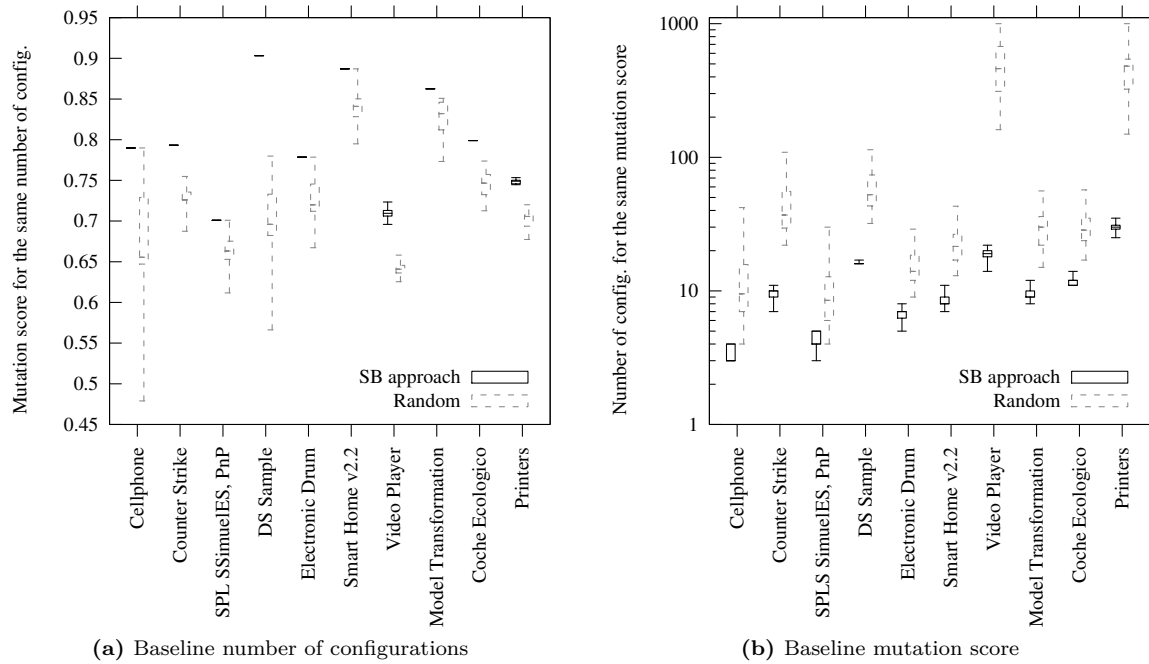 Mutation score for the same number of config.
0.95
0.9
0.85
0.8
0.75
0.7
0.65
0.6
0.55
0.5
0.45
SB approach
Random
Cellphone
Counter Strike
SPL SSimuelES, PnP
DS Sample
Electronic Drum
Smart Home v2.2
Video Player
Model Transformation
Coche Ecologico
Printers
(a) Baseline number of configurations
Number of config. for the same mutation score
1000
100
10
1
SB approach
Random
Cellphone
Counter Strike
SPLS SimuelES, PnP
DS Sample
Electronic Drum
Smart Home v2.2
Video Player
Model Transformation
Coche Ecologico
Printers
(b) Baseline mutation score